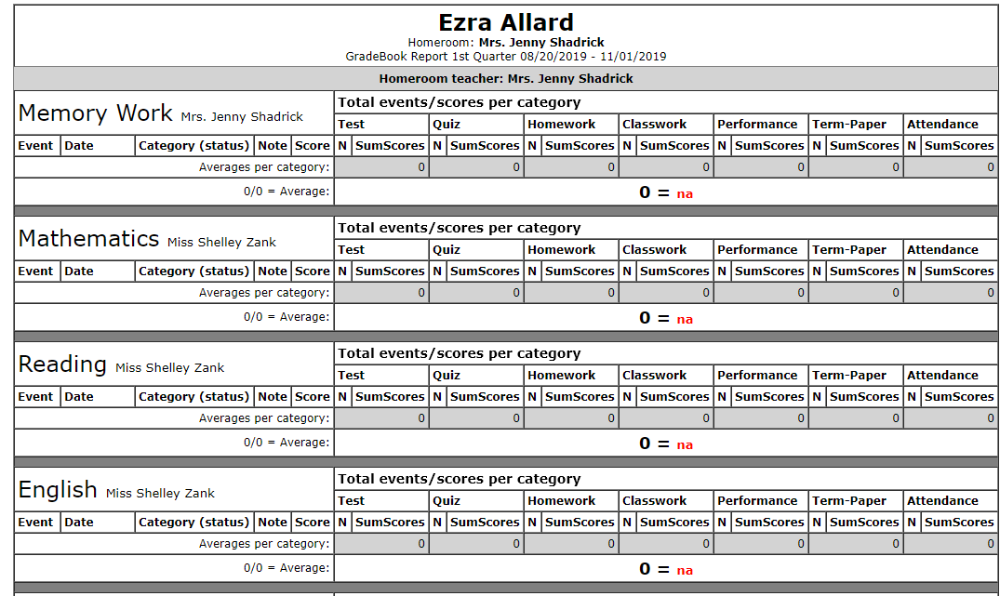 Ezra Allard
Homeroom: Mrs. Jenny Shadrick
GradeBook Report 1st Quarter 08/20/2019 - 11/01/2019
Homeroom teacher: Mrs. Jenny Shadrick
Memory Work Mrs. Jenny Shadrick
Total events/scores per category
Test Quiz Homework Classwork Performance Term-Paper Attendance
Event Date Category (status) Note Score N SumScores N SumScores N SumScores N SumScores N SumScores N SumScores N SumScores
Averages per category: 0 0 0 0 0 0 0
0/0 = Average: 0 = na
Mathematics Miss Shelley Zank
Total events/scores per category
Test Quiz Homework Classwork Performance Term-Paper Attendance
Event Date Category (status) Note Score N SumScores N SumScores N SumScores N SumScores N SumScores N SumScores N SumScores
Averages per category: 0 0 0 0 0 0 0
0/0 = Average: 0 = na
Reading Miss Shelley Zank
Total events/scores per category
Test Quiz Homework Classwork Performance Term-Paper Attendance
Event Date Category (status) Note Score N SumScores N SumScores N SumScores N SumScores N SumScores N SumScores N SumScores
Averages per category: 0 0 0 0 0 0 0
0/0 = Average: 0 = na
English Miss Shelley Zank
Total events/scores per category
Test Quiz Homework Classwork Performance Term-Paper Attendance
Event Date Category (status) Note Score N SumScores N SumScores N SumScores N SumScores N SumScores N SumScores N SumScores
Averages per category: 0 0 0 0 0 0 0
0/0 = Average: 0 = na